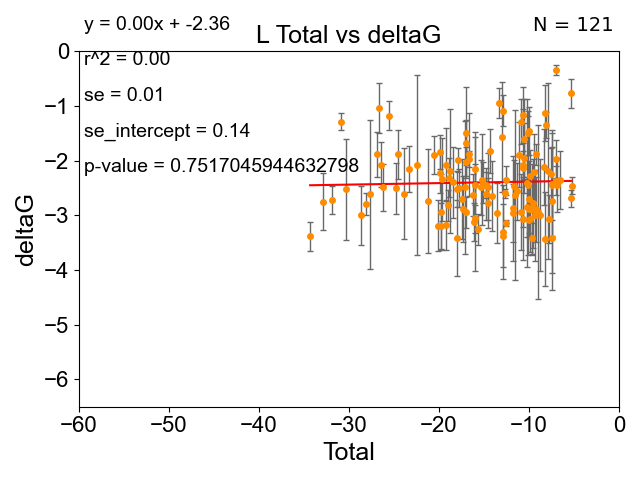 y = 0.00x + -2.36
N = 121
L Total vs deltaG
r^2 = 0.00
se = 0.01
se_intercept = 0.14
p-value = 0.7517045944632798
deltaG
0
−1
−2
−3
−4
−5
−6
−60
−50
−40
−30
−20
−10
0
Total